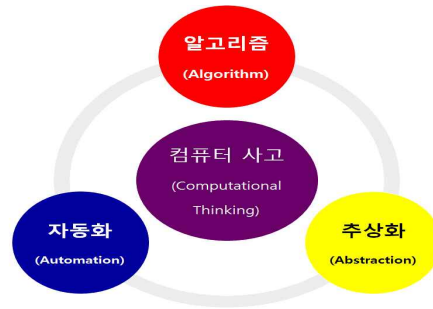 알고리즘
(Algorithm)
컴퓨터 사고
(Computational
Thinking)
자동화
(Automation)
추상화
(Abstraction)